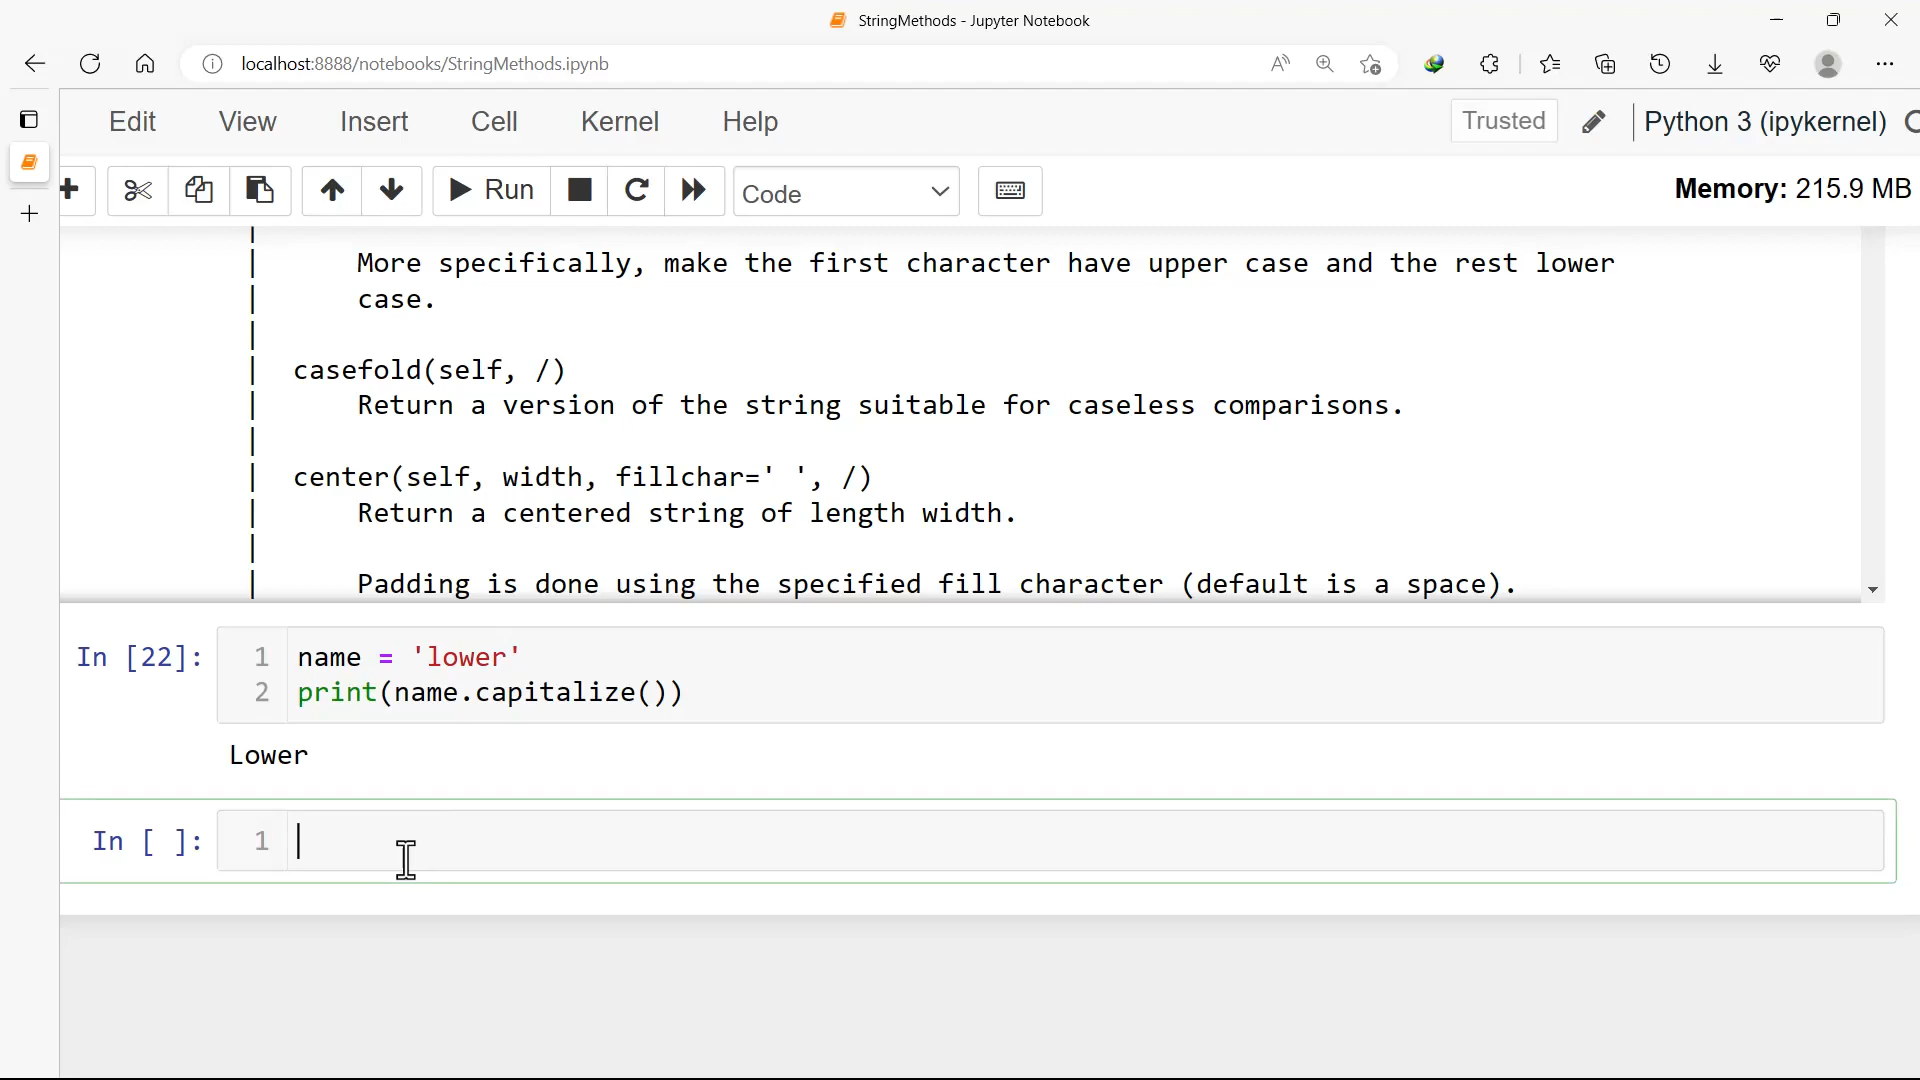 StringMethods - Jupyter Notebook
localhost:8888/notebooks/StringMethods.ipynb
Edit View Insert Cell Kernel Help Trusted Python 3 (ipykernel)
Run Code Memory: 215.9 MB
More specifically, make the first character have upper case and the rest lower
case.
casefold(self, /)
Return a version of the string suitable for caseless comparisons.
center(self, width, fillchar=' ', /)
Return a centered string of length width.
Padding is done using the specified fill character (default is a space).
In [22]: 1 name = 'lower'
2 print(name.capitalize())
Lower
In [ ]: 1